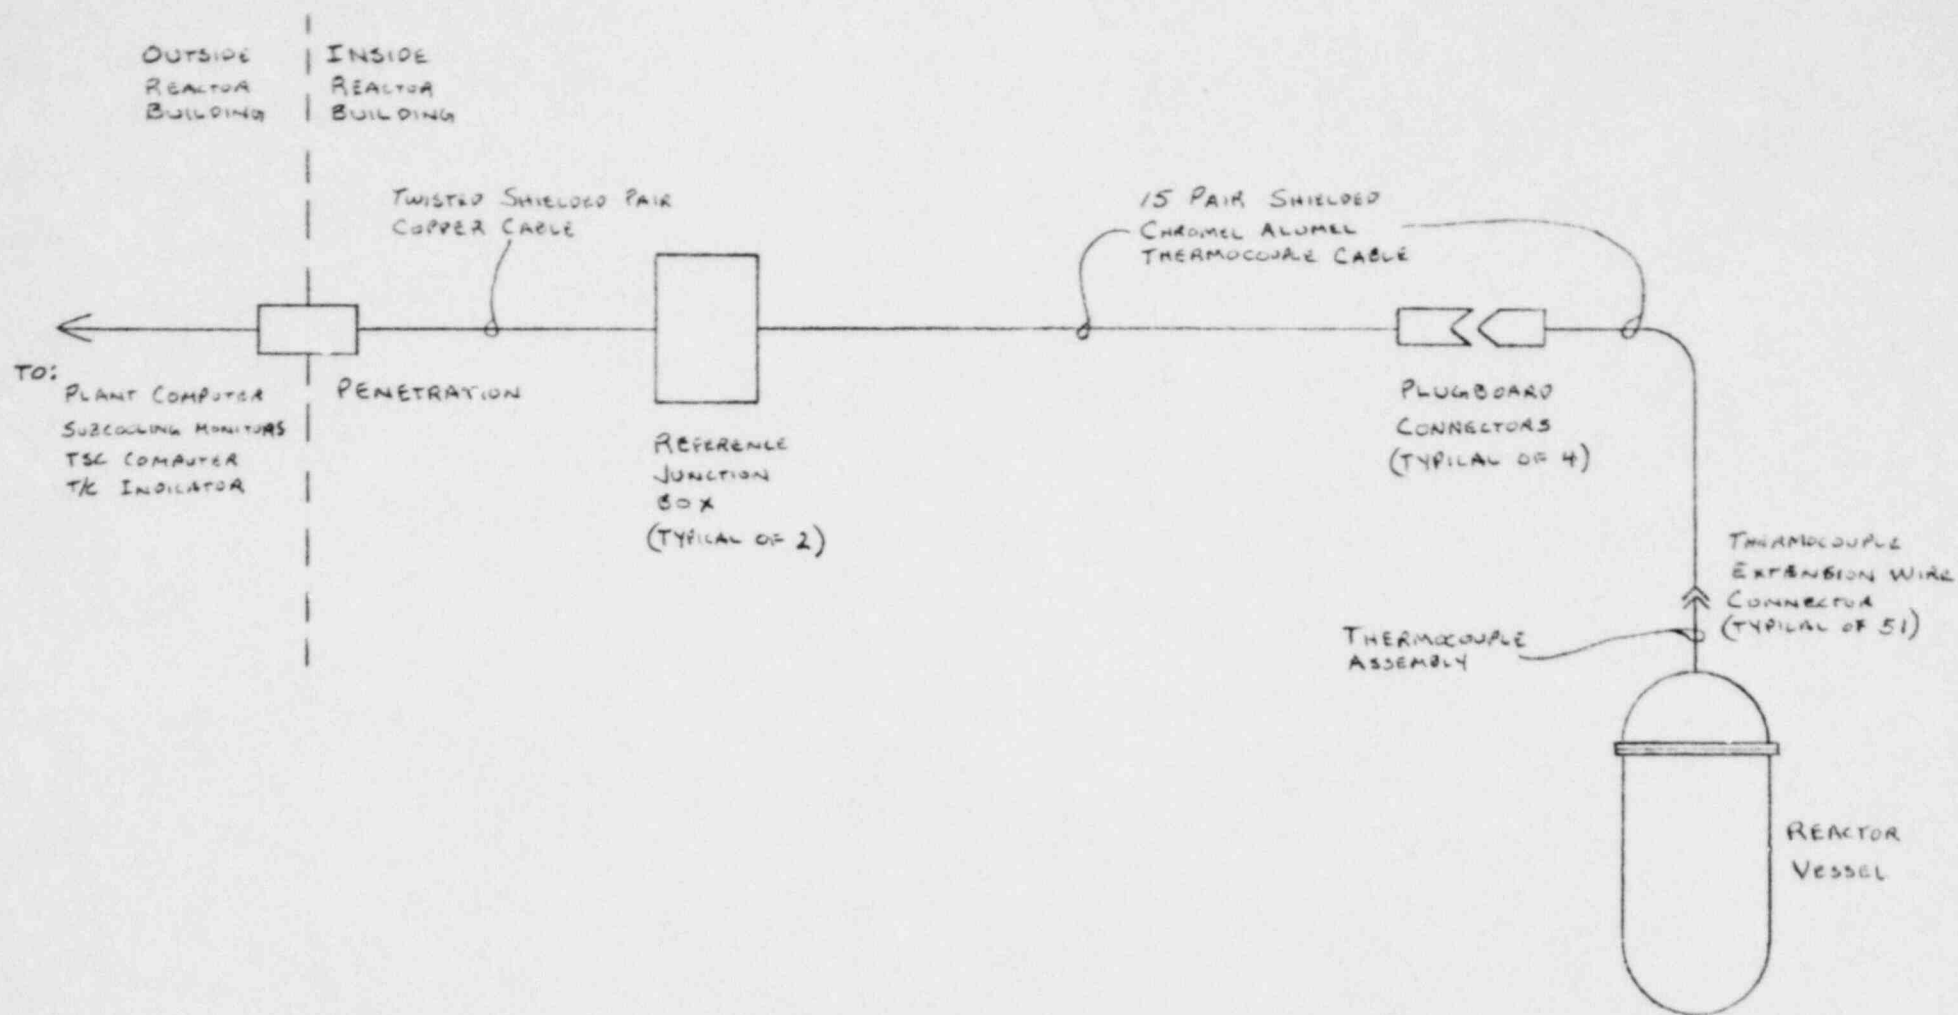 OUTSIDE
REACTOR
BUILDING
INSIDE
REACTOR
BUILDING
TWISTED SHIELDED PAIR
COPPER CABLE
15 PAIR SHIELDED
CHROMEL ALUMEL
THERMOCOUPLE CABLE
TO:
PLANT COMPUTER
SUBCOOLING MONITORS
TSC COMPUTER
T/C INDICATOR
PENETRATION
REFERENCE
JUNCTION
BOX
(TYPICAL OF 2)
PLUGBOARD
CONNECTORS
(TYPICAL OF 4)
THERMOCOUPLE
EXTENSION WIRE
CONNECTOR
(TYPICAL OF 51)
THERMOCOUPLE
ASSEMBLY
REACTOR
VESSEL